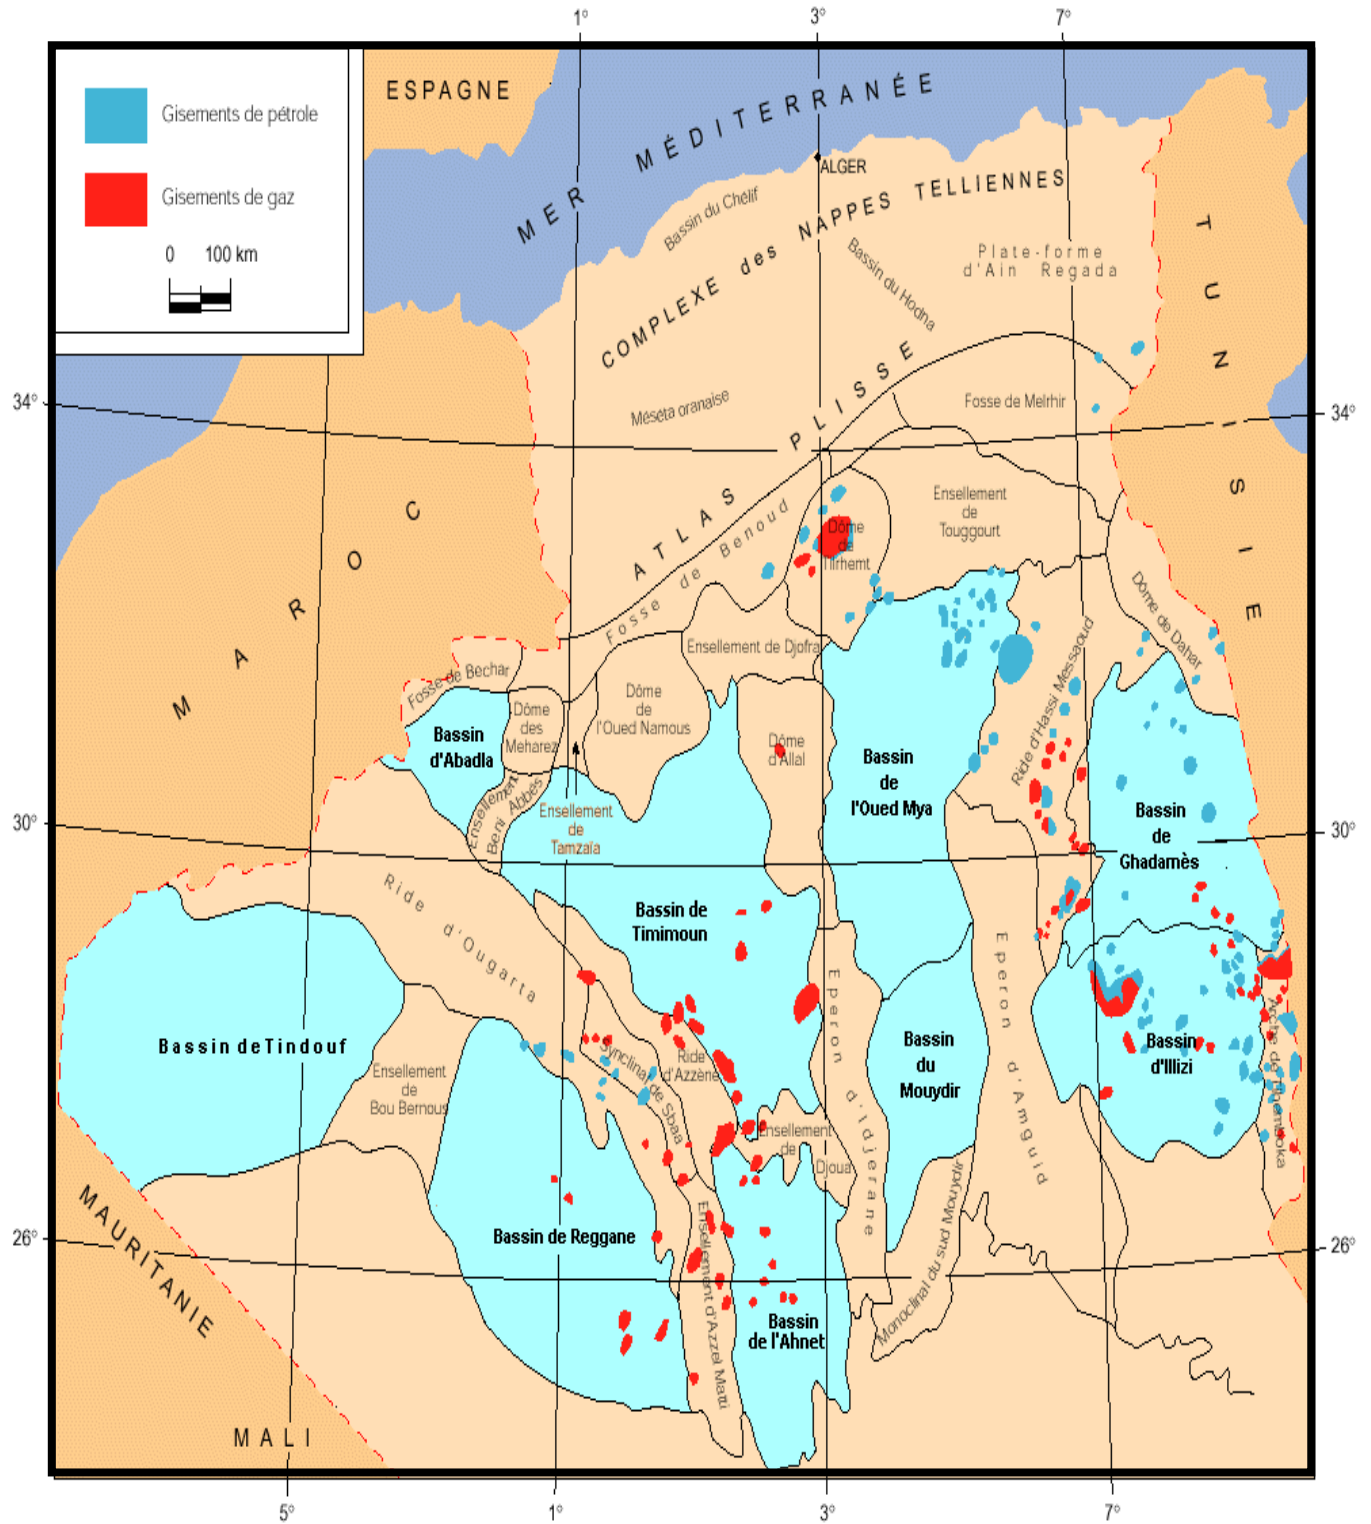 1°
3°
7°
Gisements de pétrole
Gisements de gaz
0 100 km
ESPAGNE
MER MÉDITERRANÉE
ALGER
Bassin du Chélif
COMPLEXE des NAPPES TELLIENNES
Bassin du Hodna
Plate-forme
d'Ain Regada
TUNISIE
34°
34°
Méseta oranaise
Fosse de Melrhir
ATLAS PLISSE
Fosse de Benoud
MAROC
Ensellement
de
Touggourt
Dôme
de
Tilrhemt
Dôme de Dahar
Ensellement de Djofra
Fosse de Bechar
Dôme
de
l'Oued Namous
Dôme
des
Meharez
Bassin
d'Abadla
Dôme
d'Allal
Ride d'Hassi Messaoud
Bassin
de
l'Oued Mya
Ensellement
Beni Abbès
Ensellement
de
Tamzaïa
Bassin
de
Ghadamès
30°
30°
Ride d'Ougarta
Bassin de
Timimoun
Eperon d'Idjerane
Eperon d'Amguid
Bassin de Tindouf
Ensellement
de
Bou Bernous
Synclinal de Sbaa
Ride
d'Azzène
Bassin
du
Mouydir
Bassin
d'Illizi
Ensellement
de
Djoua
Monoclinal du sud Mouydir
Bassin de Reggane
Ensellement d'Azzel Matti
Bassin
de l'Ahnet
26°
26°
MAURITANIE
MALI
5°
1°
3°
7°